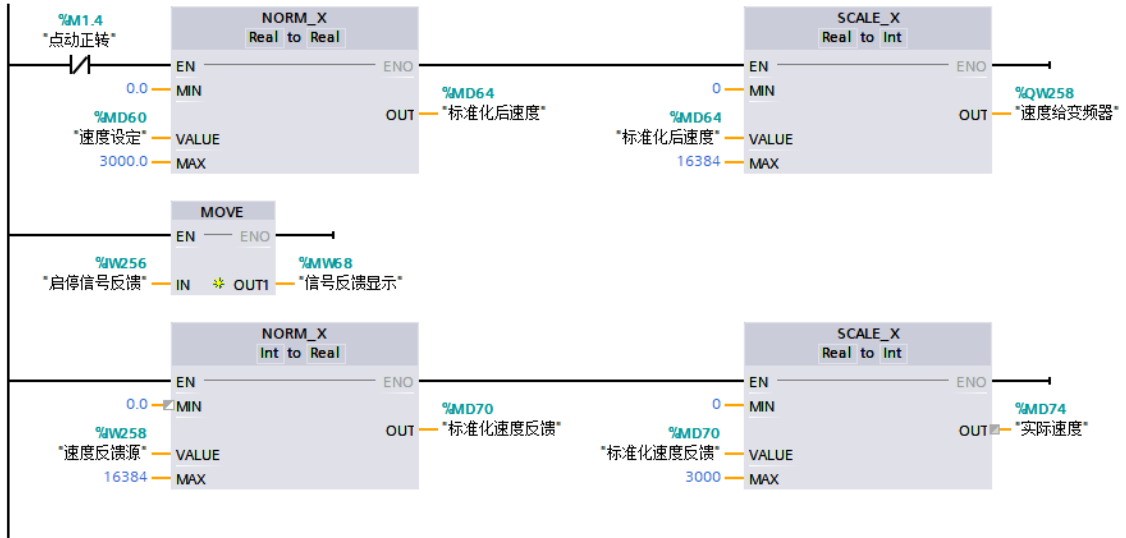 %M1.4
"点动正转"
NORM_X
Real to Real
EN
ENO
0.0
MIN
%MD60
"速度设定"
VALUE
3000.0
MAX
%MD64
OUT
"标准化后速度"
SCALE_X
Real to Int
EN
ENO
0
MIN
%MD64
"标准化后速度"
VALUE
16384
MAX
%QW258
OUT
"速度给变频器"
MOVE
EN
ENO
%IW256
"启停信号反馈"
IN
OUT1
%MW68
"信号反馈显示"
NORM_X
Int to Real
EN
ENO
0.0
MIN
%IW258
"速度反馈源"
VALUE
16384
MAX
%MD70
OUT
"标准化速度反馈"
SCALE_X
Real to Int
EN
ENO
0
MIN
%MD70
"标准化速度反馈"
VALUE
3000
MAX
%MD74
OUT
"实际速度"